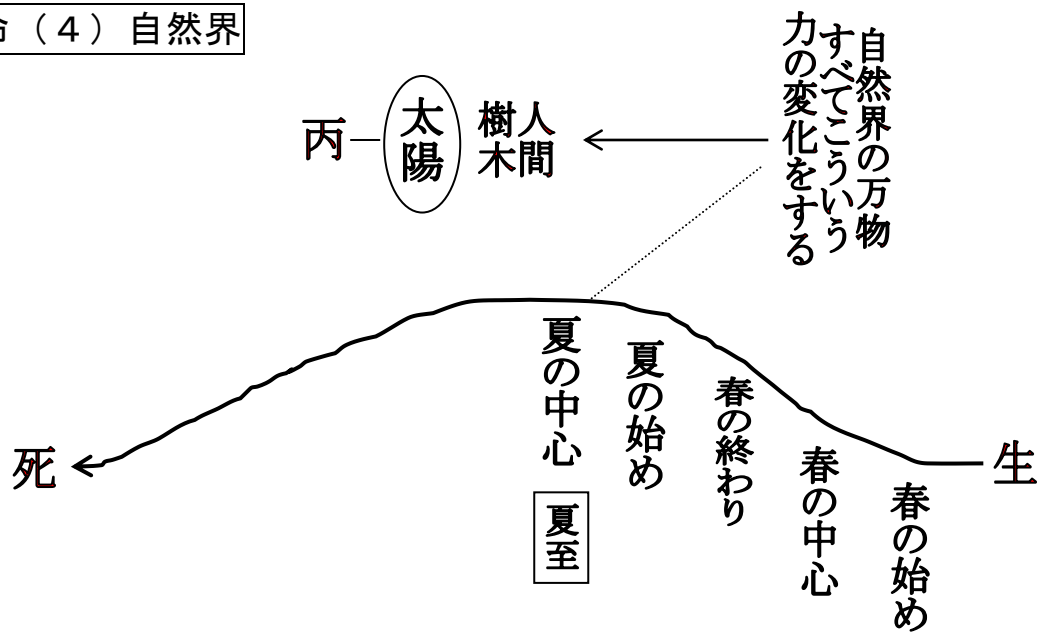 （４）自然界
自然界の万物
すべてこういう
力の変化をする
人間
樹木
太陽
丙
生
春の始め
春の中心
春の終わり
夏の始め
夏の中心
夏至
死